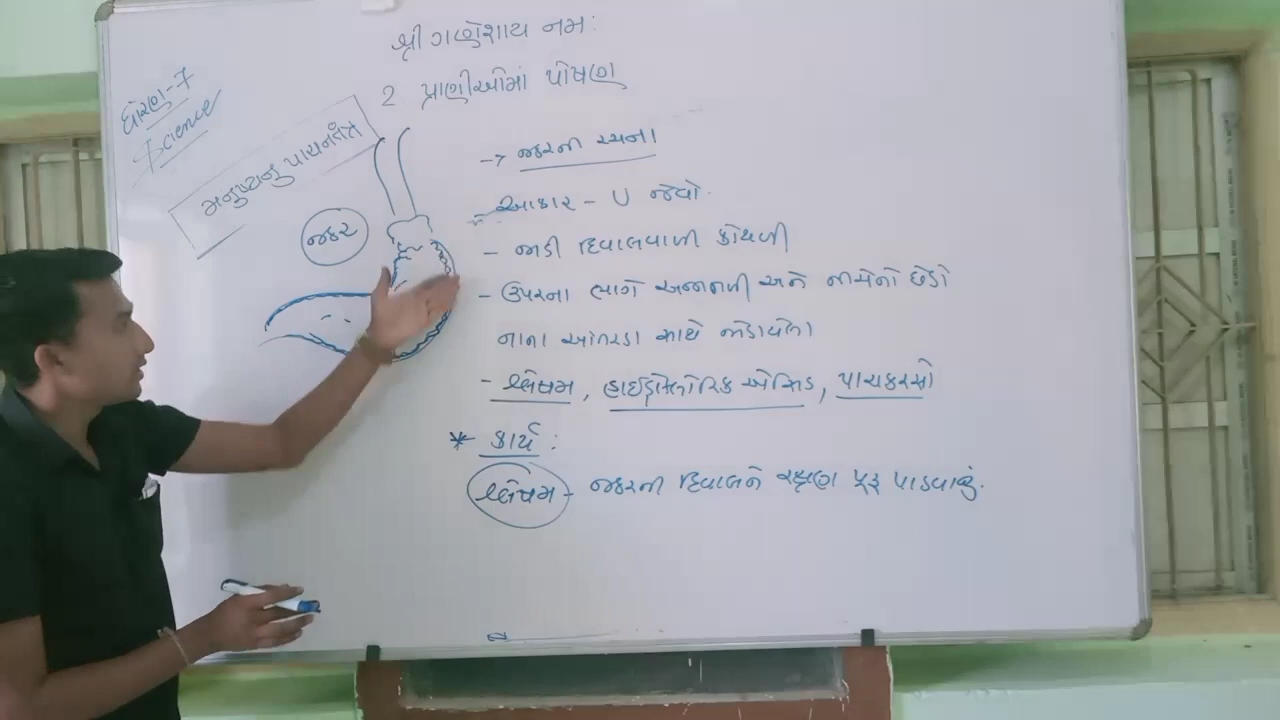 શ્રી ગણેશાય નમઃ
2 પ્રાણીઓમાં પોષણ
ધોરણ-7
Science
મનુષ્યનું પાચનતંત્ર
જઠર
-> જઠરની રચના
- આકાર - U જેવો.
- જાડી દિવાલવાળી કોથળી
- ઉપરના ભાગે અન્નનળી અને નીચેનો છેડો
નાના આંતરડા સાથે જોડાયેલા
- શ્લેષ્મ, હાઈડ્રોક્લોરિક એસિડ, પાચકરસો
* કાર્ય :
શ્લેષ્મ - જઠરની દિવાલને રક્ષણ પૂરૂ પાડવાનું.